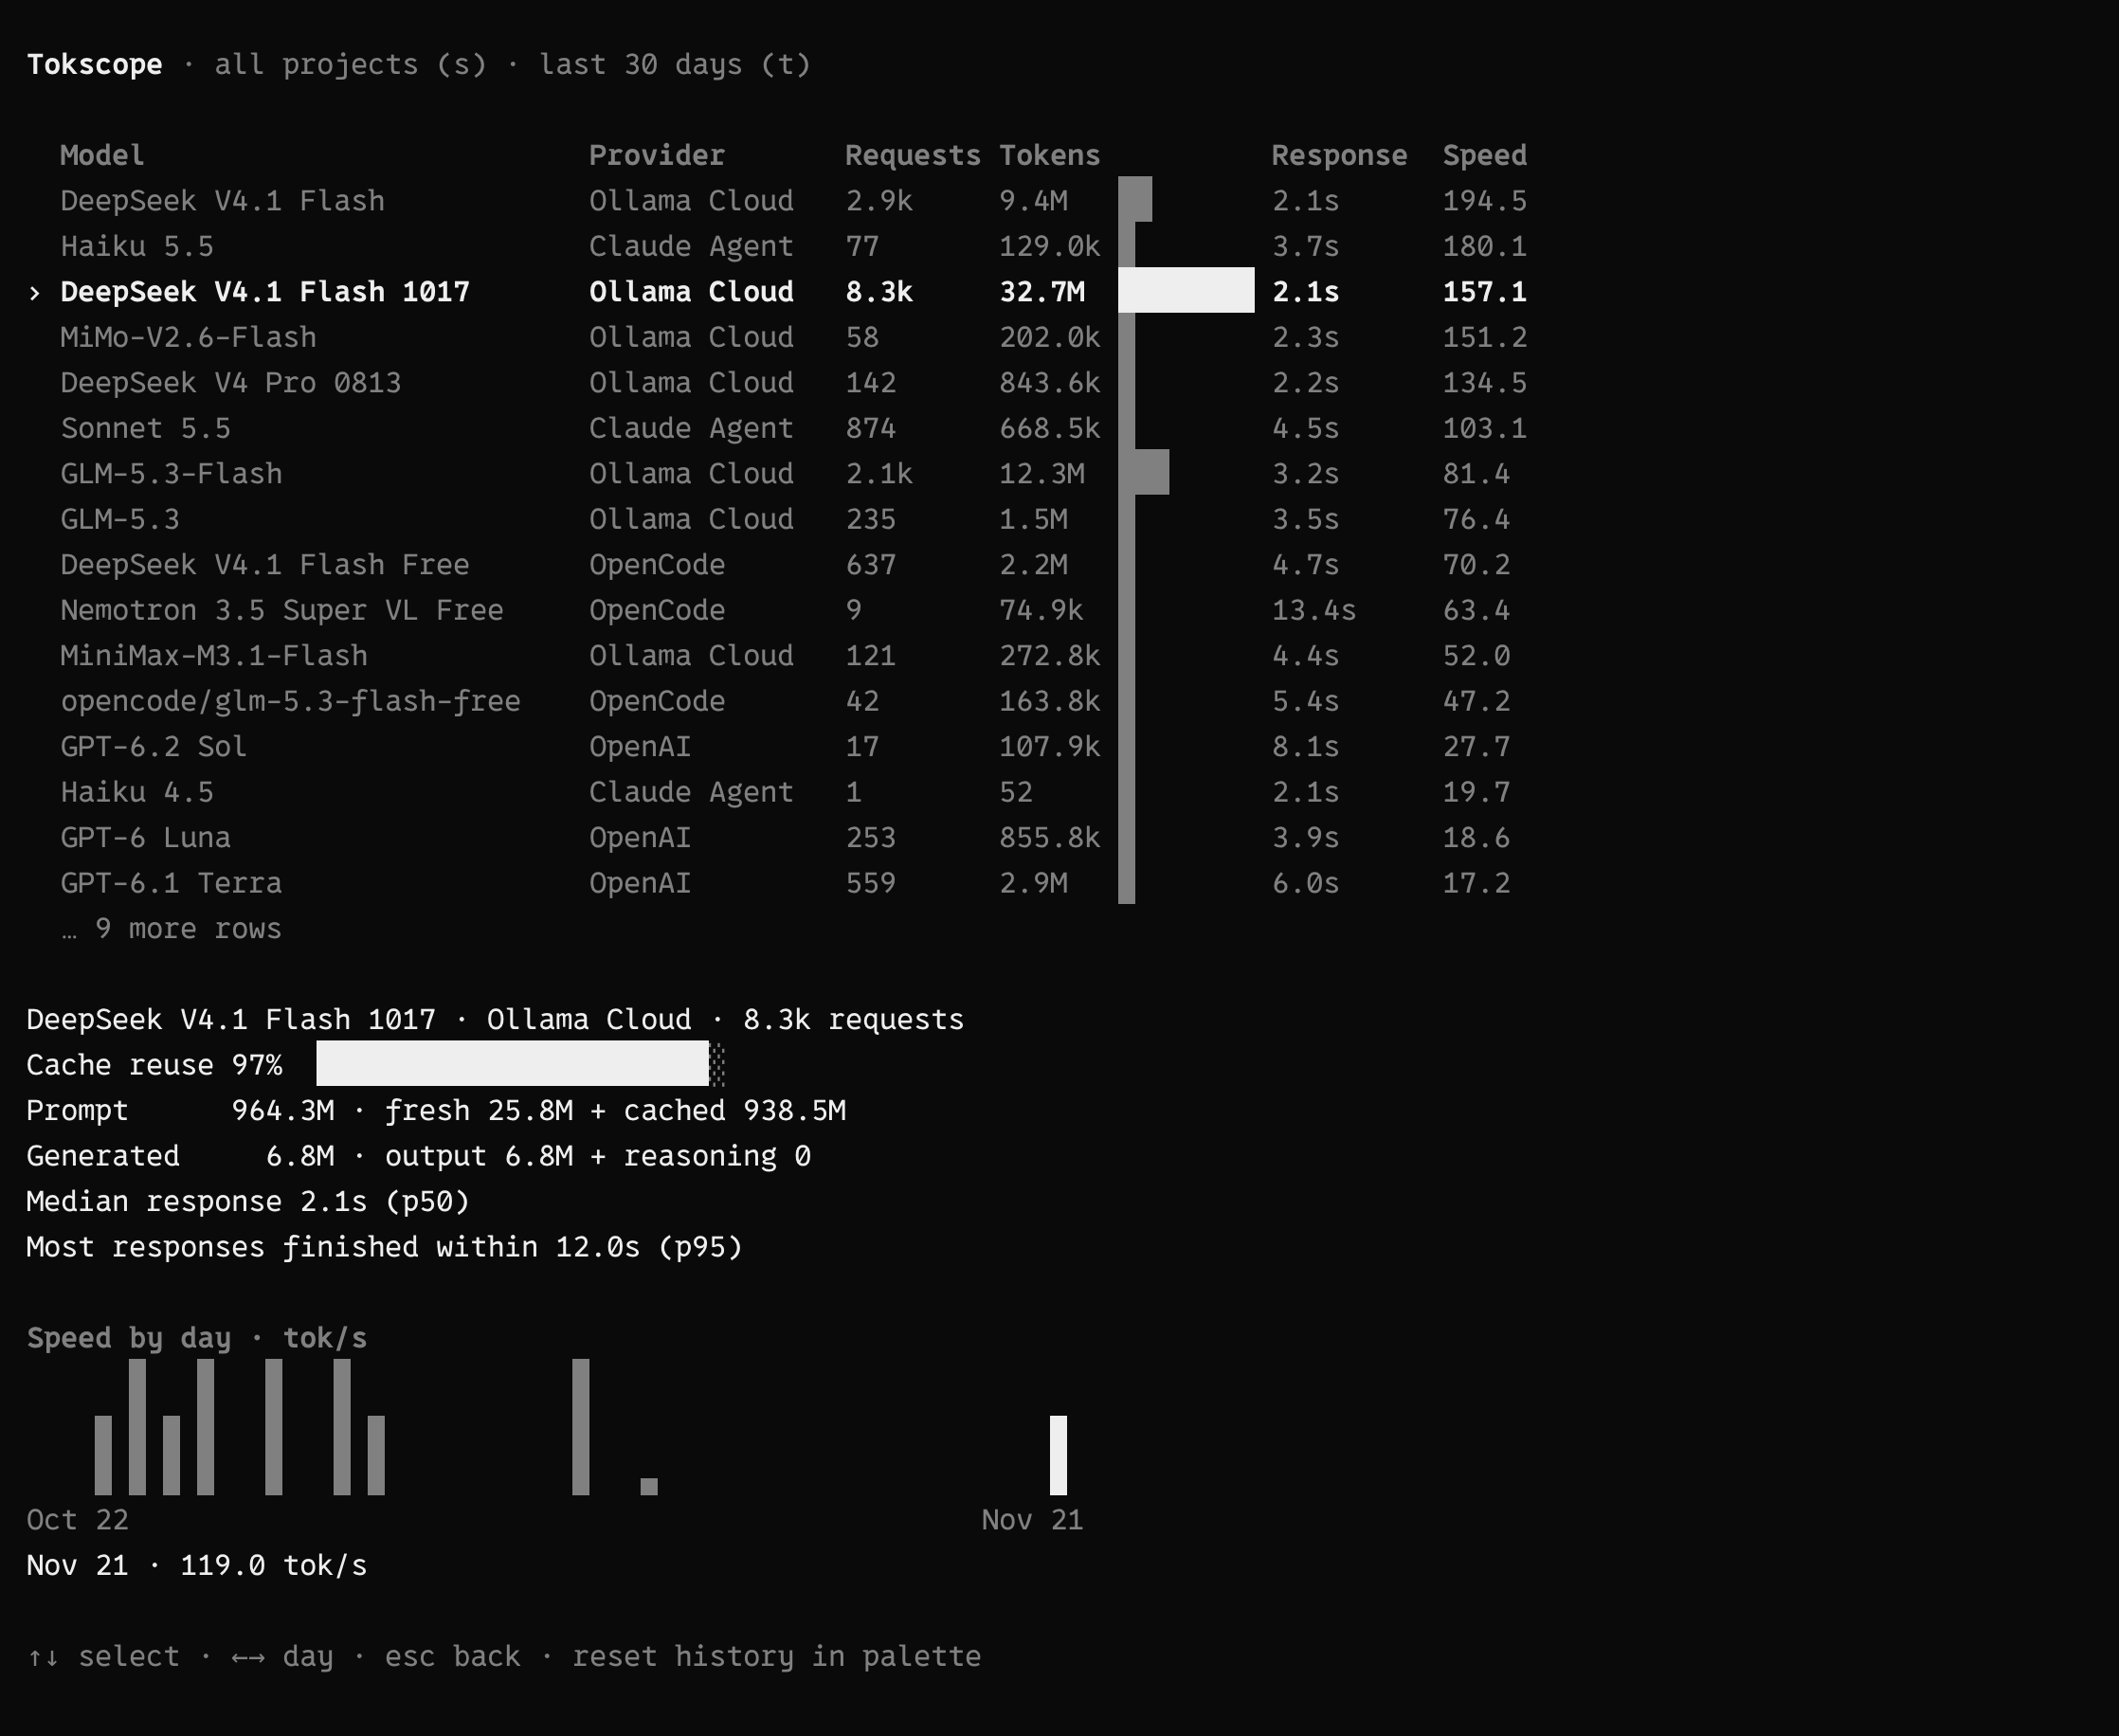 Tokscope · all projects (s) · last 30 days (t)
Model Provider Requests Tokens Response Speed
DeepSeek V4.1 Flash Ollama Cloud 2.9k 9.4M 2.1s 194.5
Haiku 5.5 Claude Agent 77 129.0k 3.7s 180.1
› DeepSeek V4.1 Flash 1017 Ollama Cloud 8.3k 32.7M 2.1s 157.1
MiMo-V2.6-Flash Ollama Cloud 58 202.0k 2.3s 151.2
DeepSeek V4 Pro 0813 Ollama Cloud 142 843.6k 2.2s 134.5
Sonnet 5.5 Claude Agent 874 668.5k 4.5s 103.1
GLM-5.3-Flash Ollama Cloud 2.1k 12.3M 3.2s 81.4
GLM-5.3 Ollama Cloud 235 1.5M 3.5s 76.4
DeepSeek V4.1 Flash Free OpenCode 637 2.2M 4.7s 70.2
Nemotron 3.5 Super VL Free OpenCode 9 74.9k 13.4s 63.4
MiniMax-M3.1-Flash Ollama Cloud 121 272.8k 4.4s 52.0
opencode/glm-5.3-flash-free OpenCode 42 163.8k 5.4s 47.2
GPT-6.2 Sol OpenAI 17 107.9k 8.1s 27.7
Haiku 4.5 Claude Agent 1 52 2.1s 19.7
GPT-6 Luna OpenAI 253 855.8k 3.9s 18.6
GPT-6.1 Terra OpenAI 559 2.9M 6.0s 17.2
… 9 more rows
DeepSeek V4.1 Flash 1017 · Ollama Cloud · 8.3k requests
Cache reuse 97%
Prompt 964.3M · fresh 25.8M + cached 938.5M
Generated 6.8M · output 6.8M + reasoning 0
Median response 2.1s (p50)
Most responses finished within 12.0s (p95)
Speed by day · tok/s
Oct 22 Nov 21
Nov 21 · 119.0 tok/s
↑↓ select · ←→ day · esc back · reset history in palette